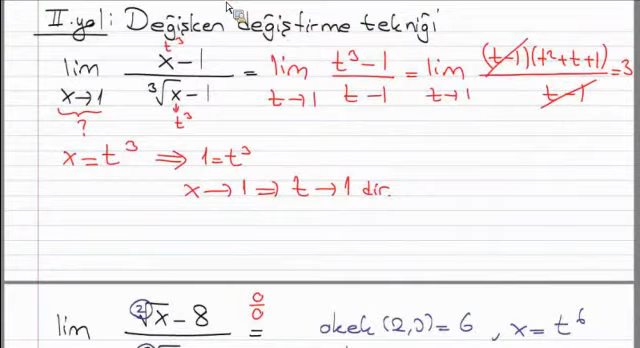 II. yol: Değişken değiştirme tekniği
lim x→1 ? (x - 1)/(∛x - 1) t³ t³ = lim t→1 (t³ - 1)/(t - 1) = lim t→1 (t-1)(t²+t+1)/(t-1) = 3
x = t³ ⇒ 1 = t³
x → 1 ⇒ t → 1 dir.
lim ²√x - 8 0/0 = okek (2,3) = 6 , x = t⁶